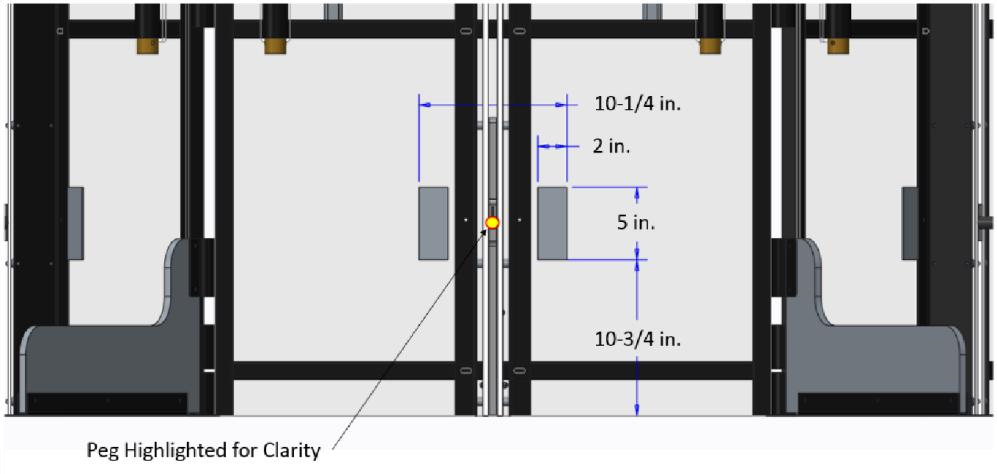 10-1/4 in.
2 in.
5 in.
10-3/4 in.
Peg Highlighted for Clarity